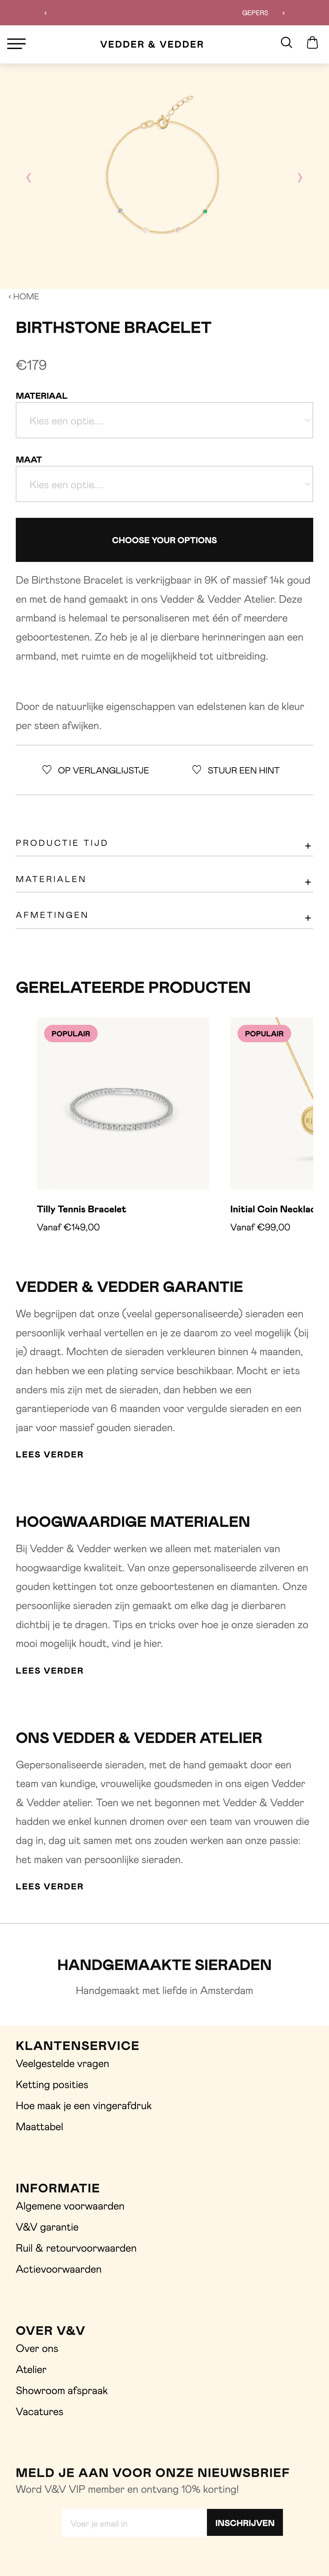 ‹ GEPERS ›
VEDDER & VEDDER
‹ HOME
BIRTHSTONE BRACELET
€179
MATERIAAL
Kies een optie....
MAAT
Kies een optie....
CHOOSE YOUR OPTIONS
De Birthstone Bracelet is verkrijgbaar in 9K of massief 14k goud
en met de hand gemaakt in ons Vedder & Vedder Atelier. Deze
armband is helemaal te personaliseren met één of meerdere
geboortestenen. Zo heb je al je dierbare herinneringen aan een
armband, met ruimte en de mogelijkheid tot uitbreiding.
Door de natuurlijke eigenschappen van edelstenen kan de kleur
per steen afwijken.
OP VERLANGLIJSTJE STUUR EEN HINT
PRODUCTIE TIJD +
MATERIALEN +
AFMETINGEN +
GERELATEERDE PRODUCTEN
POPULAIR POPULAIR
Tilly Tennis Bracelet Initial Coin Necklac
Vanaf €149,00 Vanaf €99,00
VEDDER & VEDDER GARANTIE
We begrijpen dat onze (veelal gepersonaliseerde) sieraden een
persoonlijk verhaal vertellen en je ze daarom zo veel mogelijk (bij
je) draagt. Mochten de sieraden verkleuren binnen 4 maanden,
dan hebben we een plating service beschikbaar. Mocht er iets
anders mis zijn met de sieraden, dan hebben we een
garantieperiode van 6 maanden voor vergulde sieraden en een
jaar voor massief gouden sieraden.
LEES VERDER
HOOGWAARDIGE MATERIALEN
Bij Vedder & Vedder werken we alleen met materialen van
hoogwaardige kwaliteit. Van onze gepersonaliseerde zilveren en
gouden kettingen tot onze geboortestenen en diamanten. Onze
persoonlijke sieraden zijn gemaakt om elke dag je dierbaren
dichtbij je te dragen. Tips en tricks over hoe je onze sieraden zo
mooi mogelijk houdt, vind je hier.
LEES VERDER
ONS VEDDER & VEDDER ATELIER
Gepersonaliseerde sieraden, met de hand gemaakt door een
team van kundige, vrouwelijke goudsmeden in ons eigen Vedder
& Vedder atelier. Toen we net begonnen met Vedder & Vedder
hadden we enkel kunnen dromen over een team van vrouwen die
dag in, dag uit samen met ons zouden werken aan onze passie:
het maken van persoonlijke sieraden.
LEES VERDER
HANDGEMAAKTE SIERADEN
Handgemaakt met liefde in Amsterdam
KLANTENSERVICE
Veelgestelde vragen
Ketting posities
Hoe maak je een vingerafdruk
Maattabel
INFORMATIE
Algemene voorwaarden
V&V garantie
Ruil & retourvoorwaarden
Actievoorwaarden
OVER V&V
Over ons
Atelier
Showroom afspraak
Vacatures
MELD JE AAN VOOR ONZE NIEUWSBRIEF
Word V&V VIP member en ontvang 10% korting!
Voer je email in INSCHRIJVEN